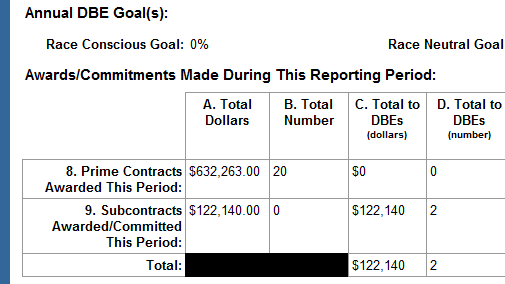 Annual DBE Goal(s):
Race Conscious Goal: 0% Race Neutral Goal
Awards/Commitments Made During This Reporting Period:
A. Total Dollars B. Total Number C. Total to DBEs (dollars) D. Total to DBEs (number)
8. Prime Contracts Awarded This Period: $632,263.00 20 $0 0
9. Subcontracts Awarded/Committed This Period: $122,140.00 0 $122,140 2
Total: $122,140 2